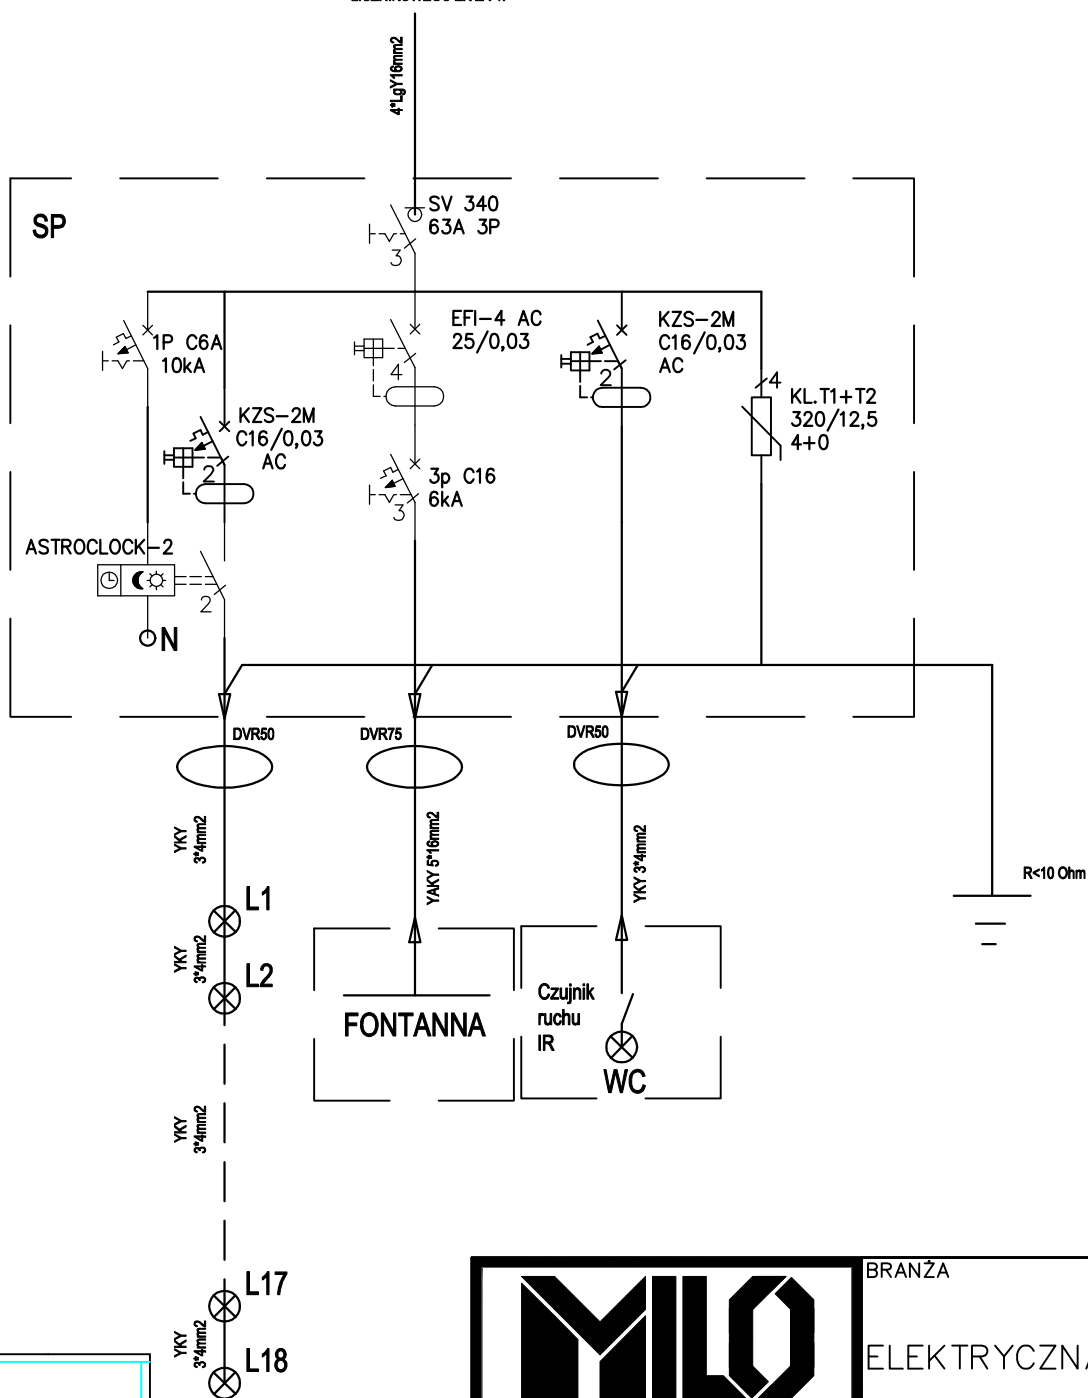 4*LgY16mm2
SP
SV 340
63A 3P
3
1P C6A
10kA
EFI-4 AC
25/0,03
4
KZS-2M
C16/0,03
AC
2
4
KL.T1+T2
320/12,5
4+0
KZS-2M
C16/0,03
AC
2
3p C16
6kA
3
ASTROCLOCK-2
2
N
DVR50
DVR75
DVR50
YKY
3*4mm2
YAKY 5*16mm2
YKY 3*4mm2
R<10 Ohm
L1
YKY
3*4mm2
L2
FONTANNA
Czujnik
ruchu
IR
WC
YKY
3*4mm2
L17
YKY
3*4mm2
L18
MILO
BRANŻA
ELEKTRYCZNA